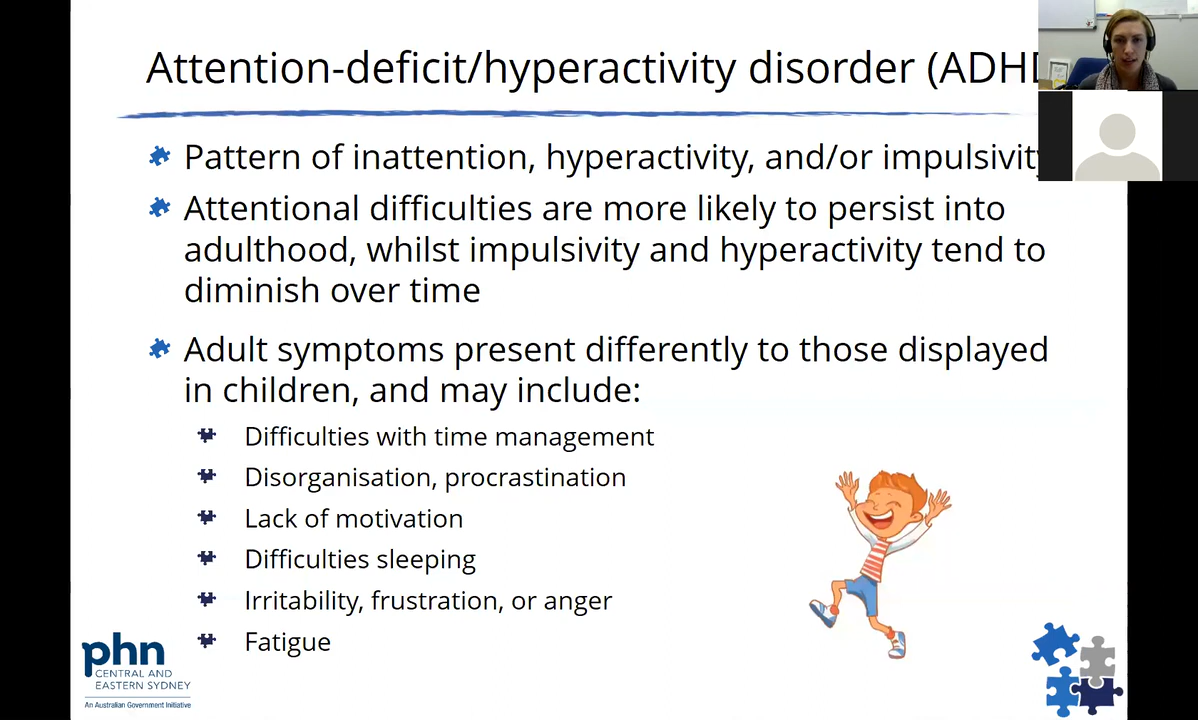 Attention-deficit/hyperactivity disorder (ADHD
Pattern of inattention, hyperactivity, and/or impulsivity
Attentional difficulties are more likely to persist into
adulthood, whilst impulsivity and hyperactivity tend to
diminish over time
Adult symptoms present differently to those displayed
in children, and may include:
Difficulties with time management
Disorganisation, procrastination
Lack of motivation
Difficulties sleeping
Irritability, frustration, or anger
Fatigue
phn
CENTRAL AND
EASTERN SYDNEY
An Australian Government Initiative